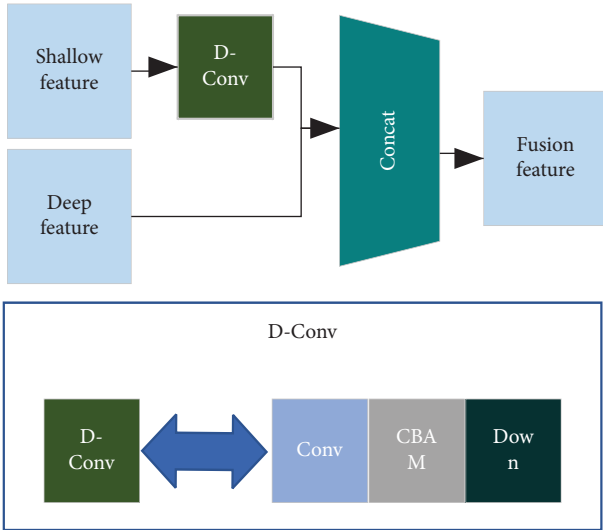 Shallow
feature
D-
Conv
Concat
Fusion
feature
Deep
feature
D-Conv
D-
Conv
Conv
CBA
M
Dow
n